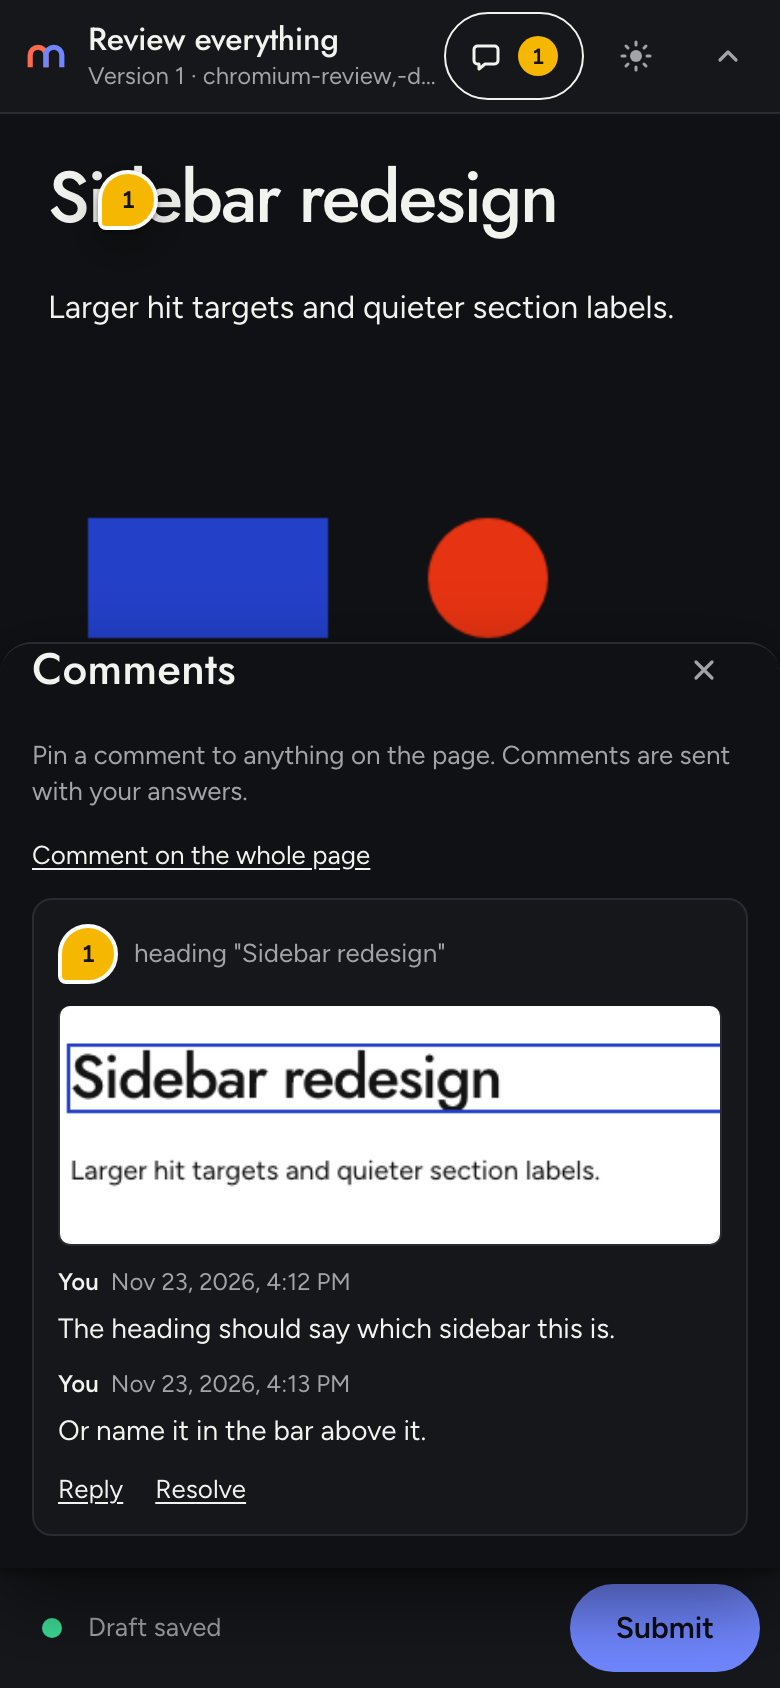 Review everything
Version 1 · chromium-review,-d...
1
Sidebar redesign
1
Larger hit targets and quieter section labels.
Comments
Pin a comment to anything on the page. Comments are sent
with your answers.
Comment on the whole page
1 heading "Sidebar redesign"
Sidebar redesign
Larger hit targets and quieter section labels.
You Nov 23, 2026, 4:12 PM
The heading should say which sidebar this is.
You Nov 23, 2026, 4:13 PM
Or name it in the bar above it.
Reply Resolve
Draft saved
Submit